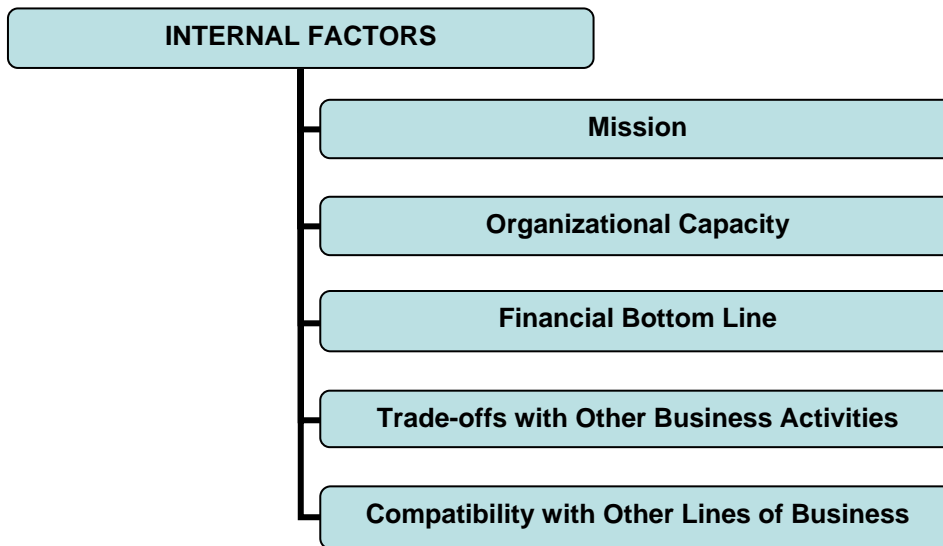 INTERNAL FACTORS
Mission
Organizational Capacity
Financial Bottom Line
Trade-offs with Other Business Activities
Compatibility with Other Lines of Business